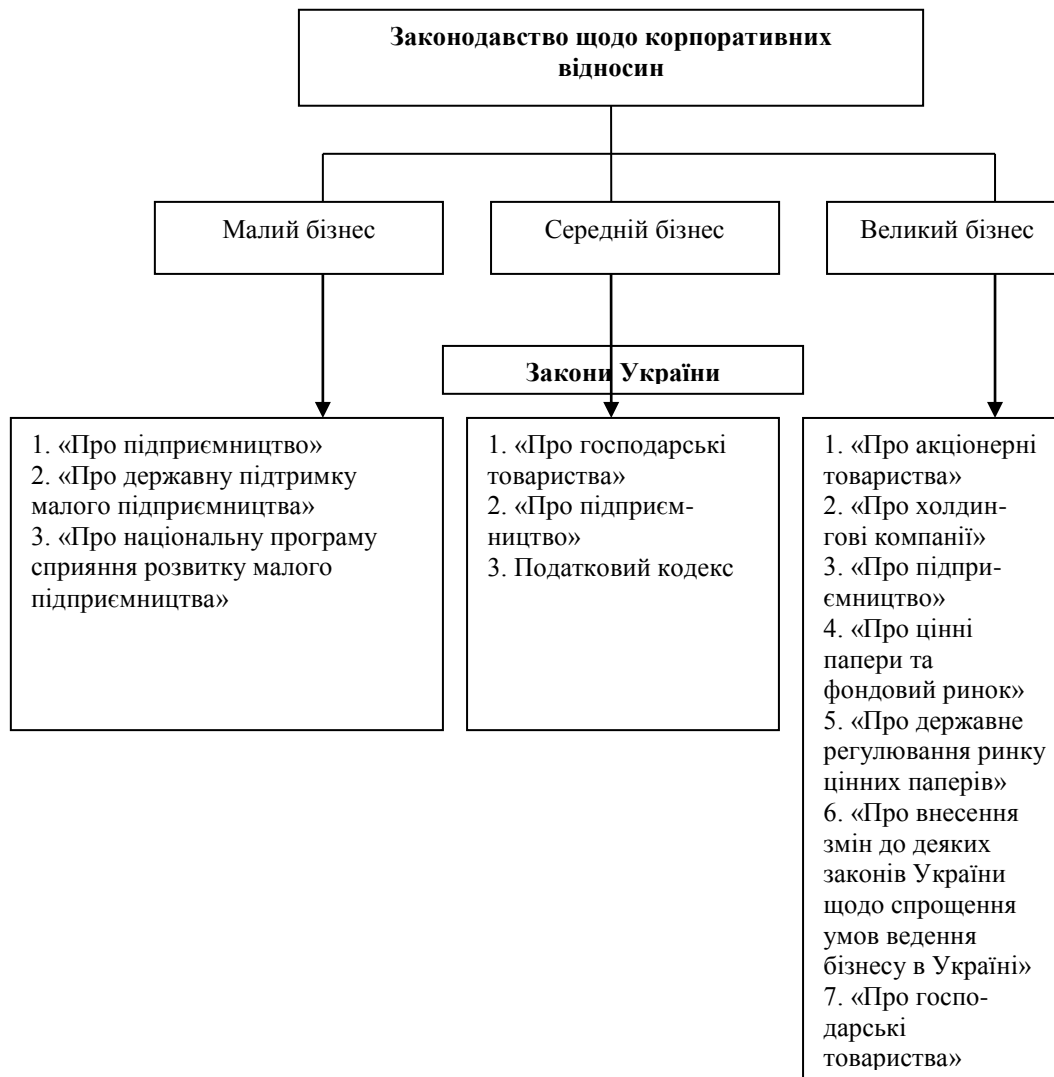 Законодавство щодо корпоративних
відносин
Малий бізнес
Середній бізнес
Великий бізнес
Закони України
1. «Про підприємництво»
2. «Про державну підтримку
малого підприємництва»
3. «Про національну програму
сприяння розвитку малого
підприємництва»
1. «Про господарські
товариства»
2. «Про підприєм-
ництво»
3. Податковий кодекс
1. «Про акціонерні
товариства»
2. «Про холдин-
гові компанії»
3. «Про підпри-
ємництво»
4. «Про цінні
папери та
фондовий ринок»
5. «Про державне
регулювання ринку
цінних паперів»
6. «Про внесення
змін до деяких
законів України
щодо спрощення
умов ведення
бізнесу в Україні»
7. «Про госпо-
дарські
товариства»